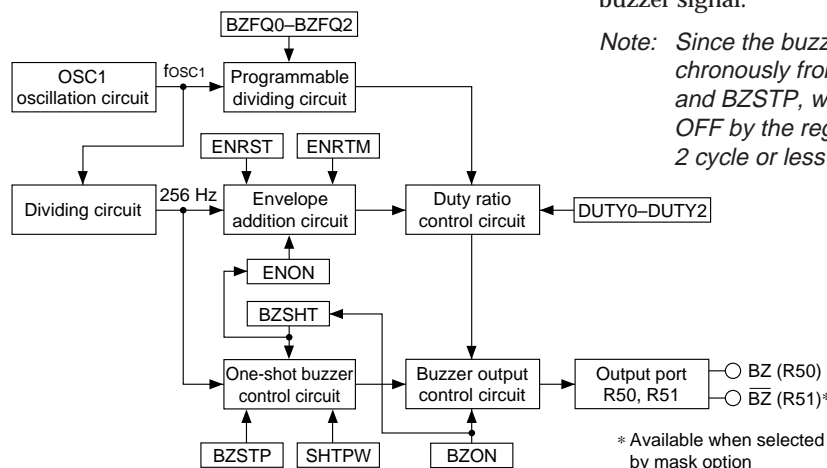 buzzer signal.
Note: Since the buzz
chronously from
and BZSTP, w
OFF by the reg
2 cycle or less
BZFQ0–BZFQ2
OSC1
oscillation circuit
fOSC1
Programmable
dividing circuit
ENRST
ENRTM
Dividing circuit
256 Hz
Envelope
addition circuit
Duty ratio
control circuit
DUTY0–DUTY2
ENON
BZSHT
One-shot buzzer
control circuit
Buzzer output
control circuit
Output port
R50, R51
BZ (R50)
B̅Z̅ (R51)*
BZSTP
SHTPW
BZON
* Available when selected
by mask option